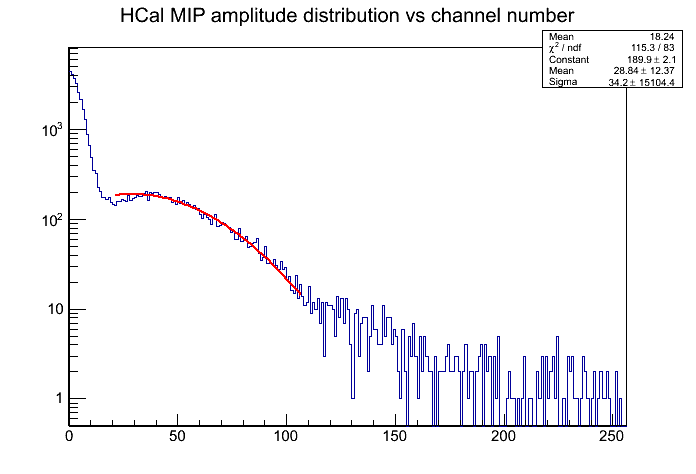 HCal MIP amplitude distribution vs channel number
Mean 18.24
χ² / ndf 115.3 / 83
Constant 189.9 ± 2.1
Mean 28.84 ± 12.37
Sigma 34.2 ± 15104.4
10³
10²
10
1
0 50 100 150 200 250